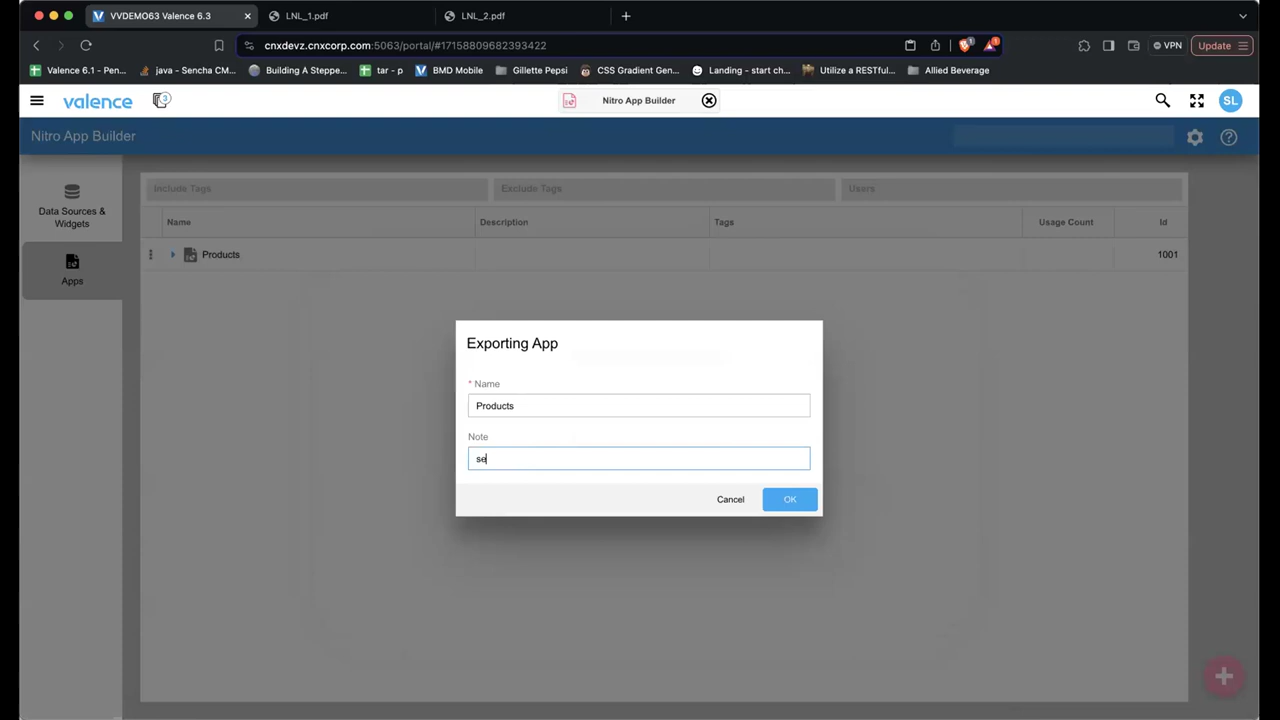 VVDEMO63 Valence 6.3
LNL_1.pdf
LNL_2.pdf
cnxdevz.cnxcorp.com:5063/portal/#17158809682393422
1
VPN
Update
Valence 6.1 - Pen...
java - Sencha CM...
Building A Steppe...
tar - p
BMD Mobile
Gillette Pepsi
CSS Gradient Gen...
Landing - start ch...
Utilize a RESTful...
Allied Beverage
valence
3
Nitro App Builder
SL
Nitro App Builder
Data Sources &
Widgets
Apps
Include Tags
Exclude Tags
Users
Name
Description
Tags
Usage Count
Id
Products
1001
Exporting App
* Name
Products
Note
se
Cancel
OK